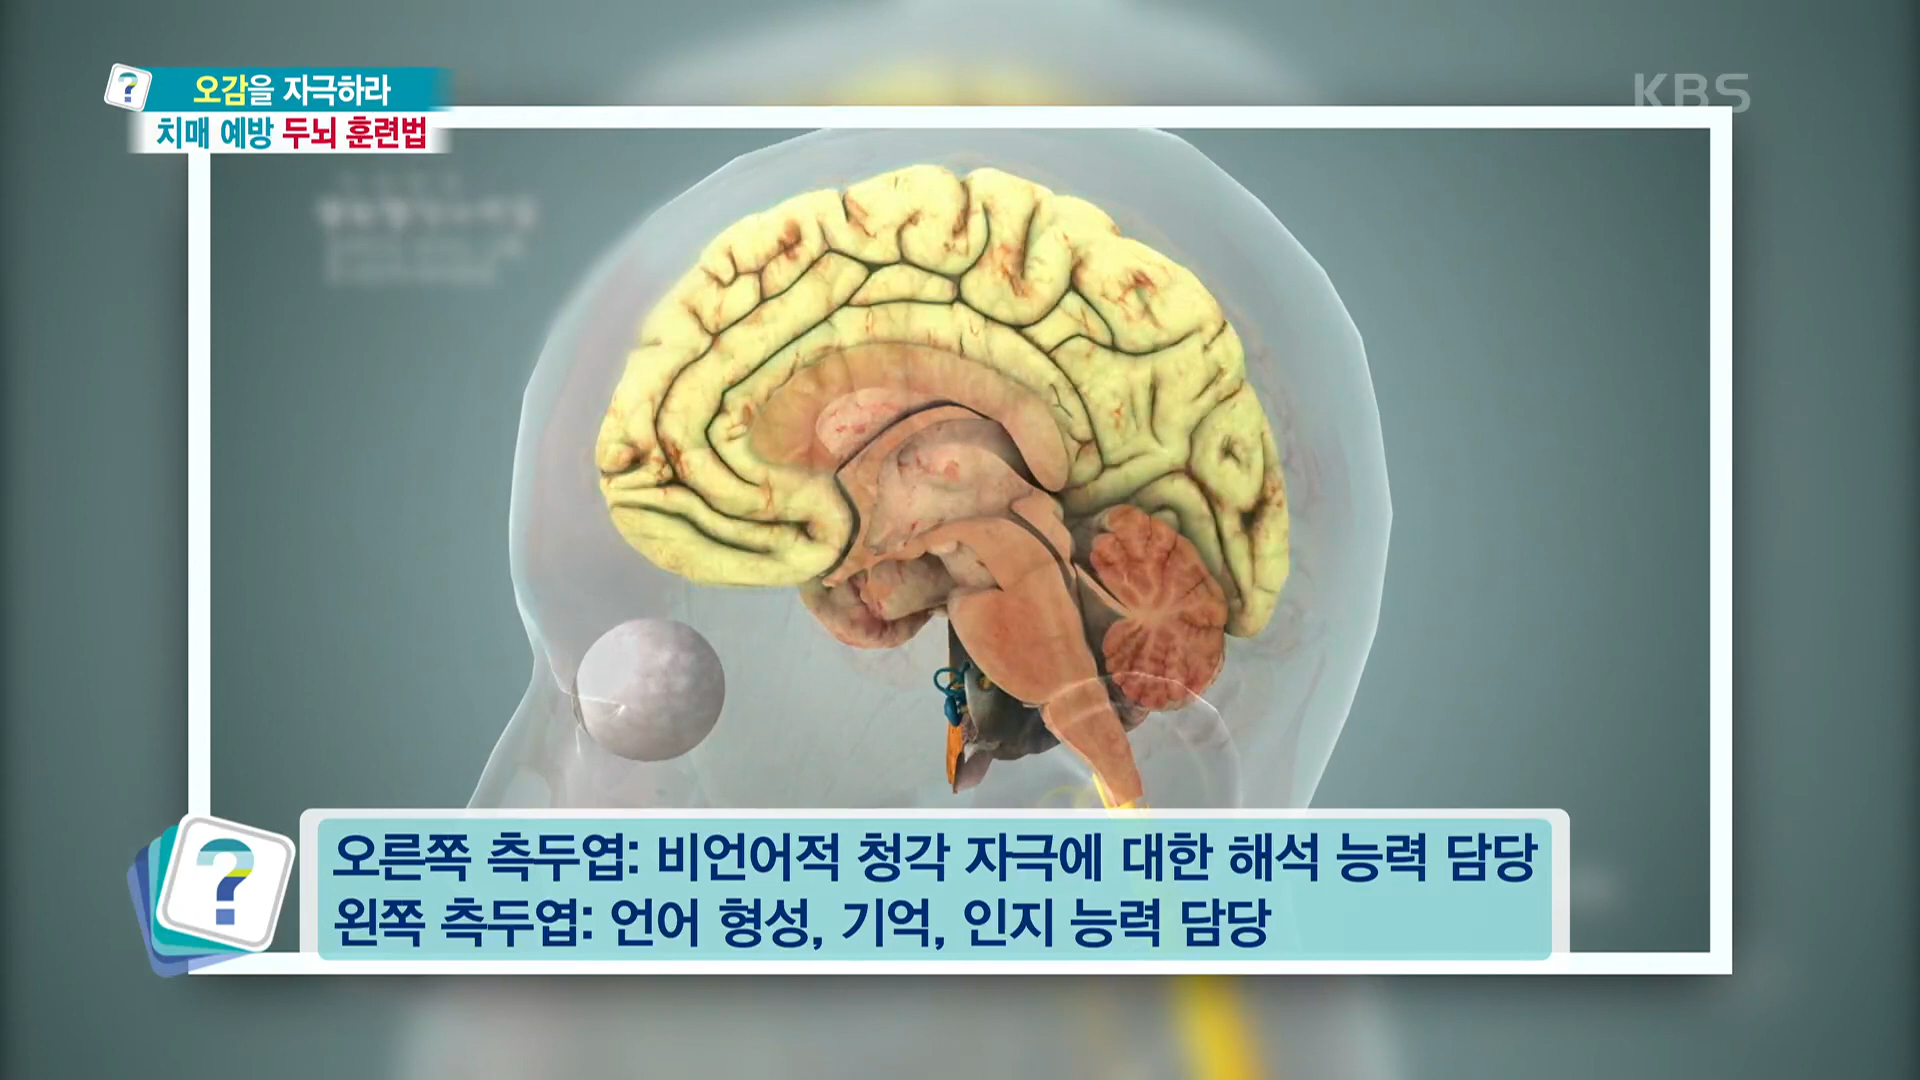 오감을 자극하라
치매 예방 두뇌 훈련법
KBS
오른쪽 측두엽: 비언어적 청각 자극에 대한 해석 능력 담당
왼쪽 측두엽: 언어 형성, 기억, 인지 능력 담당